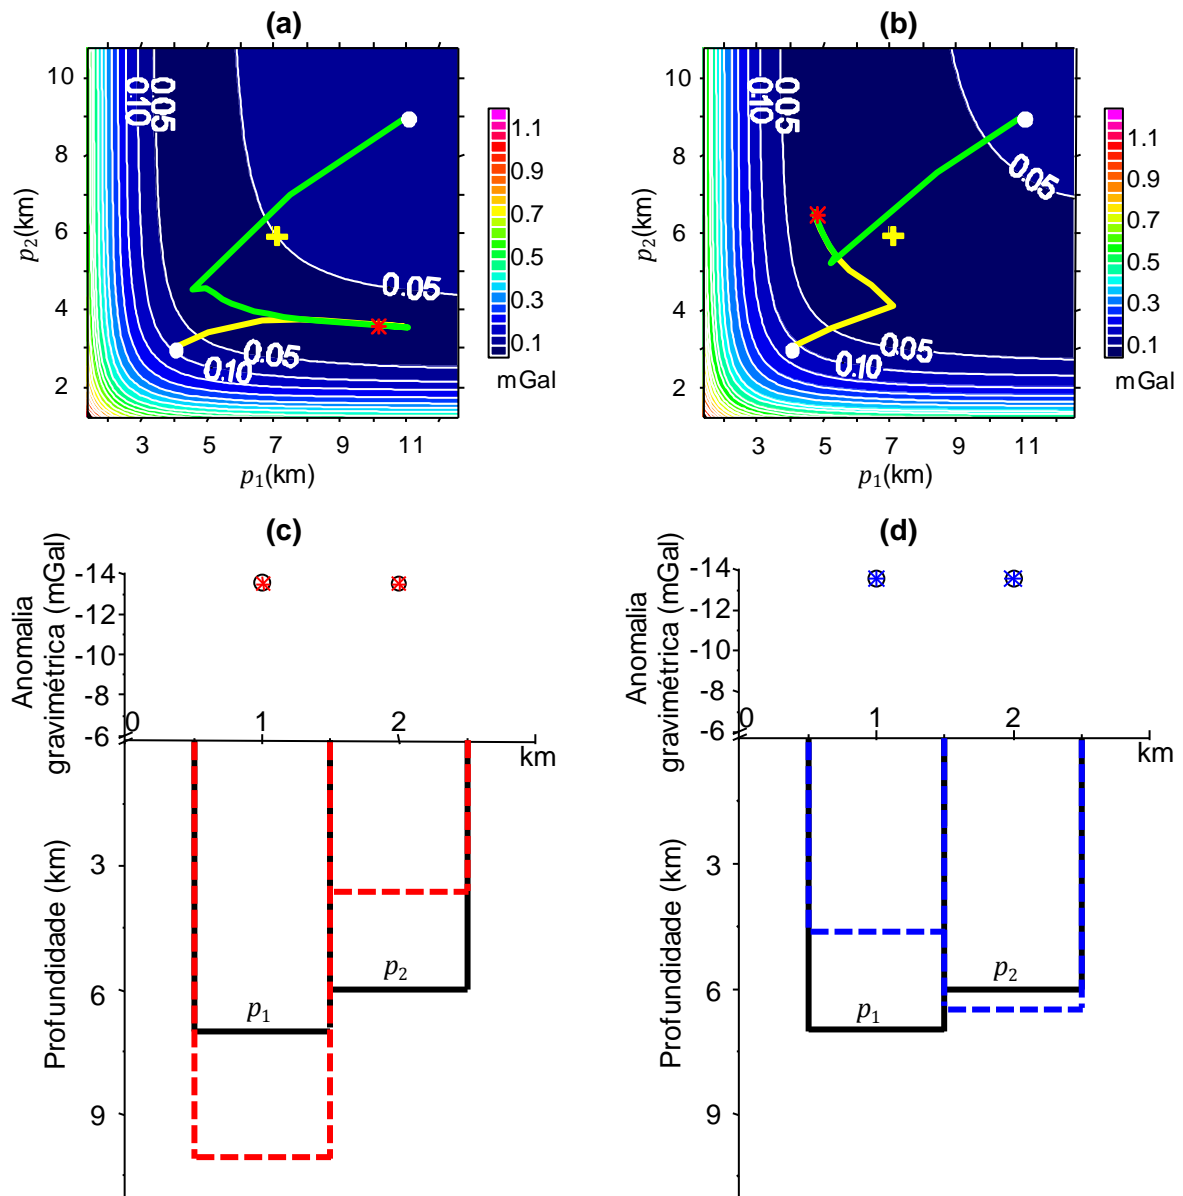 (a)
10
8
6
4
2
p₂(km)
3
5
7
9
11
p₁(km)
0.05
0.10
0.05
0.05
0.10
1.1
0.9
0.7
0.5
0.3
0.1
mGal
(b)
10
8
6
4
2
p₂(km)
3
5
7
9
11
p₁(km)
0.05
0.10
0.05
0.05
0.10
1.1
0.9
0.7
0.5
0.3
0.1
mGal
(c)
Anomalia
gravimétrica (mGal)
-14
-12
-10
-8
-6
0
1
2
km
Profundidade (km)
3
6
9
p₁
p₂
(d)
Anomalia
gravimétrica (mGal)
-14
-12
-10
-8
-6
0
1
2
km
Profundidade (km)
3
6
9
p₁
p₂